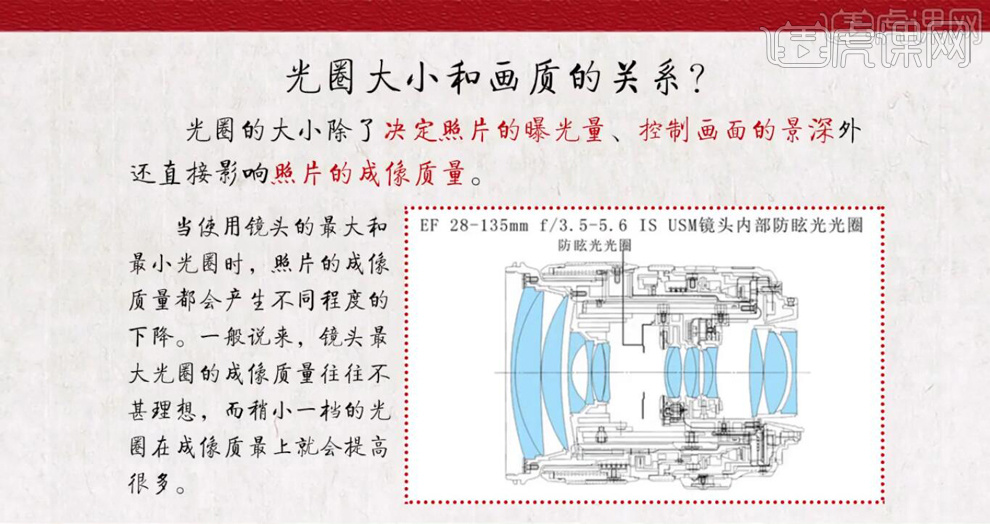 虎课网
光圈大小和画质的关系?
光圈的大小除了决定照片的曝光量、控制画面的景深外
还直接影响照片的成像质量。
当使用镜头的最大和
最小光圈时，照片的成像
质量都会产生不同程度的
下降。一般说来，镜头最
大光圈的成像质量往往不
甚理想，而稍小一档的光
圈在成像质最上就会提高
很多。
EF 28-135mm f/3.5-5.6 IS USM镜头内部防眩光光圈
防眩光光圈